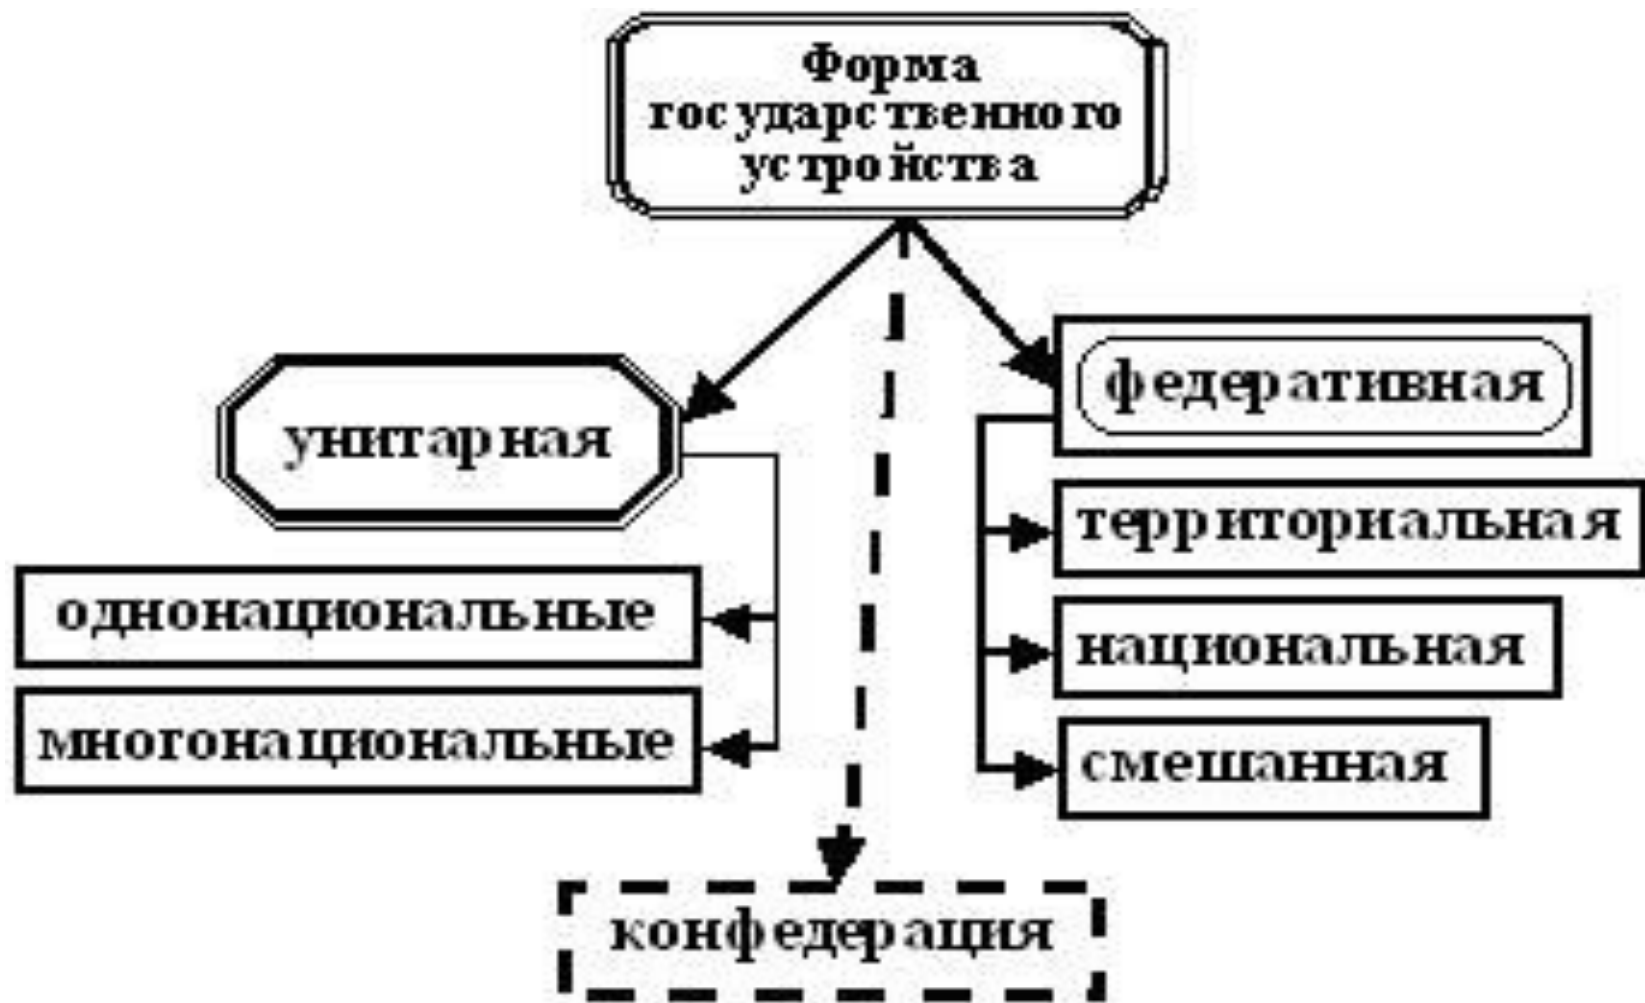 Форма
государственного
устройства
унитарная
однонациональные
многонациональные
федеративная
территориальная
национальная
смешанная
конфедерация